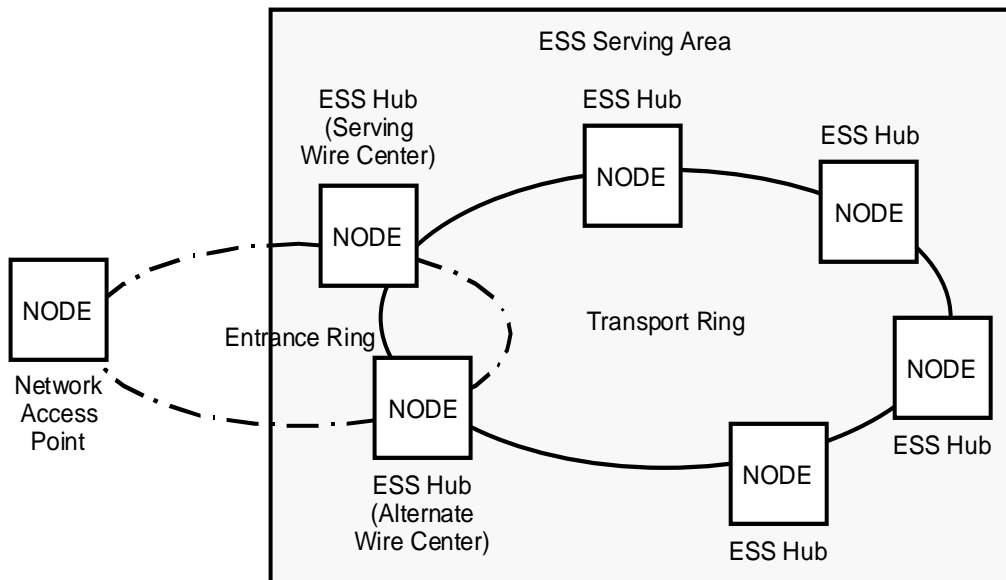 ESS Serving Area
ESS Hub
(Serving
Wire Center)
NODE
ESS Hub
NODE
ESS Hub
NODE
NODE
Network
Access
Point
Entrance Ring
Transport Ring
NODE
ESS Hub
NODE
ESS Hub
(Alternate
Wire Center)
NODE
ESS Hub